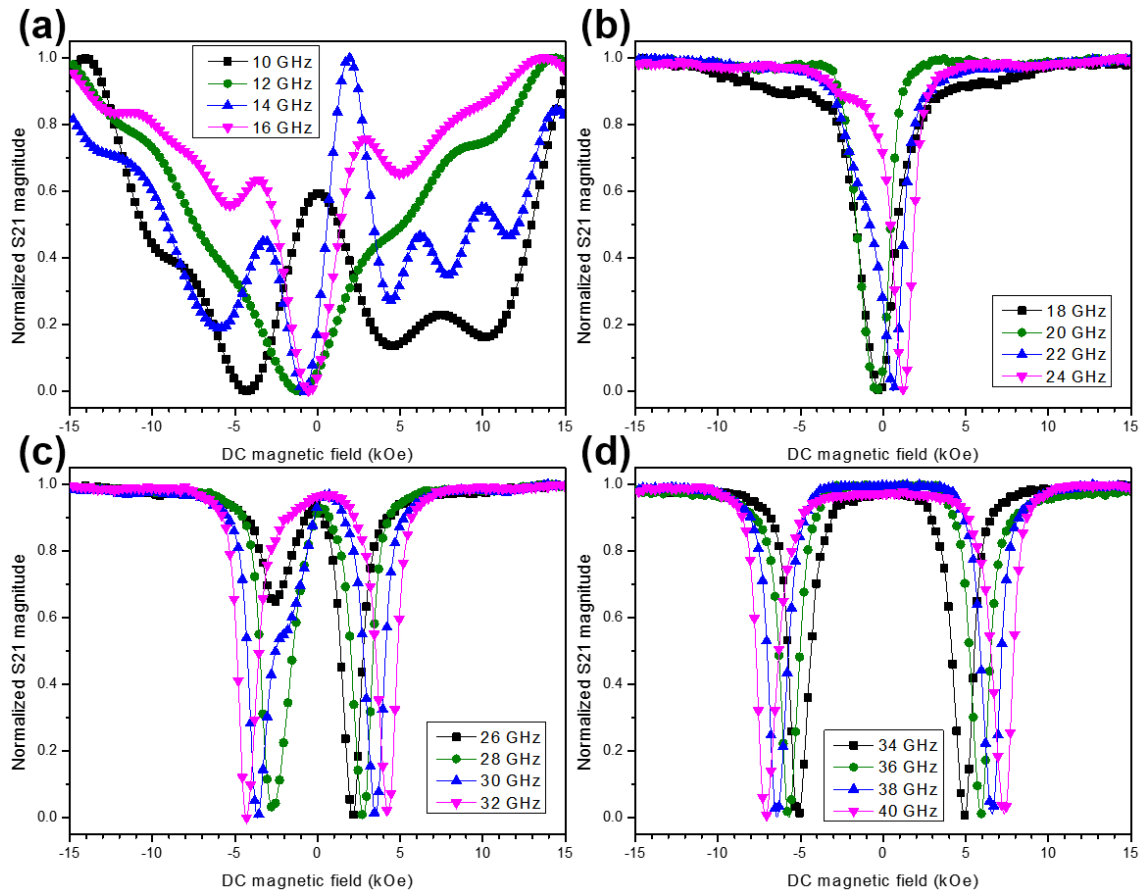 (a)
1.0
0.8
0.6
0.4
0.2
0.0
Normalized S21 magnitude
10 GHz
12 GHz
14 GHz
16 GHz
-15 -10 -5 0 5 10 15
DC magnetic field (kOe)
(b)
1.0
0.8
0.6
0.4
0.2
0.0
Normalized S21 magnitude
18 GHz
20 GHz
22 GHz
24 GHz
-15 -10 -5 0 5 10 15
DC magnetic field (kOe)
(c)
1.0
0.8
0.6
0.4
0.2
0.0
Normalized S21 magnitude
26 GHz
28 GHz
30 GHz
32 GHz
-15 -10 -5 0 5 10 15
DC magnetic field (kOe)
(d)
1.0
0.8
0.6
0.4
0.2
0.0
Normalized S21 magnitude
34 GHz
36 GHz
38 GHz
40 GHz
-15 -10 -5 0 5 10 15
DC magnetic field (kOe)